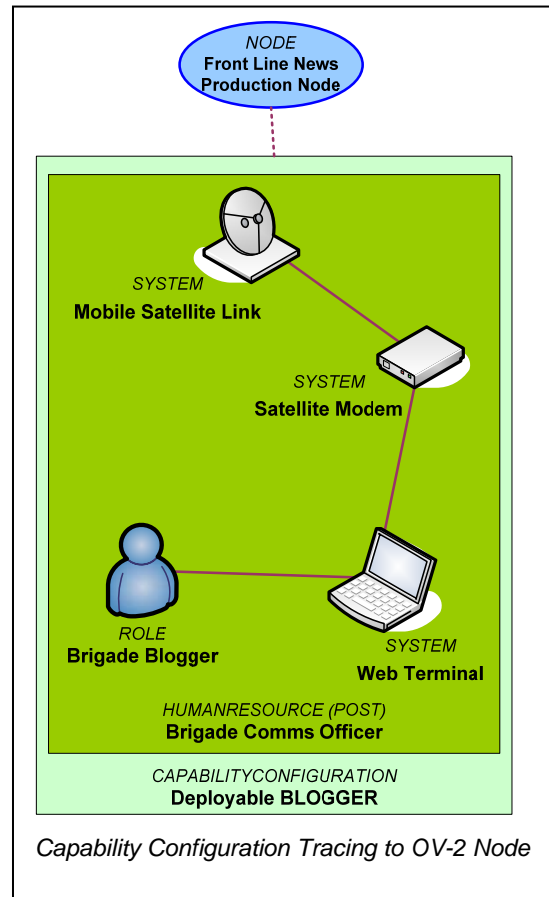 NODE
Front Line News
Production Node
SYSTEM
Mobile Satellite Link
SYSTEM
Satellite Modem
ROLE
Brigade Blogger
SYSTEM
Web Terminal
HUMANRESOURCE (POST)
Brigade Comms Officer
CAPABILITYCONFIGURATION
Deployable BLOGGER
Capability Configuration Tracing to OV-2 Node